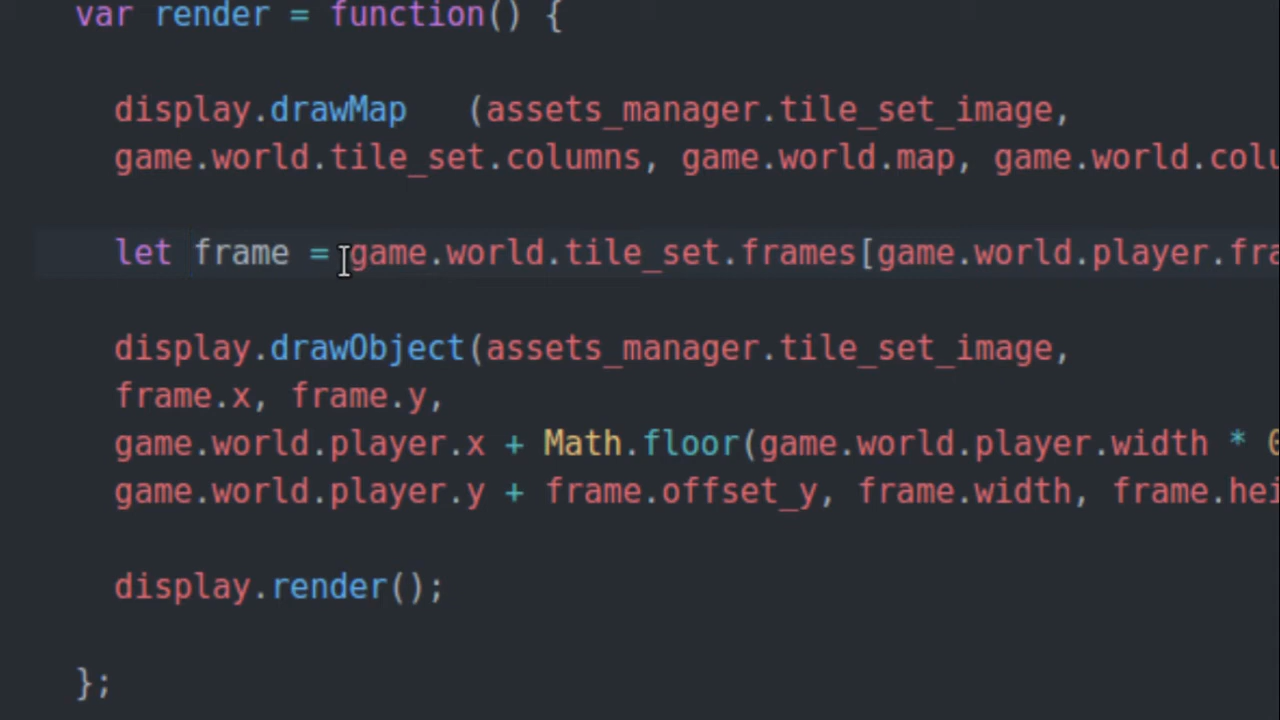 var render = function() {
display.drawMap   (assets_manager.tile_set_image,
game.world.tile_set.columns, game.world.map, game.world.colu
let frame = game.world.tile_set.frames[game.world.player.fra
display.drawObject(assets_manager.tile_set_image,
frame.x, frame.y,
game.world.player.x + Math.floor(game.world.player.width * 0
game.world.player.y + frame.offset_y, frame.width, frame.hei
display.render();
};